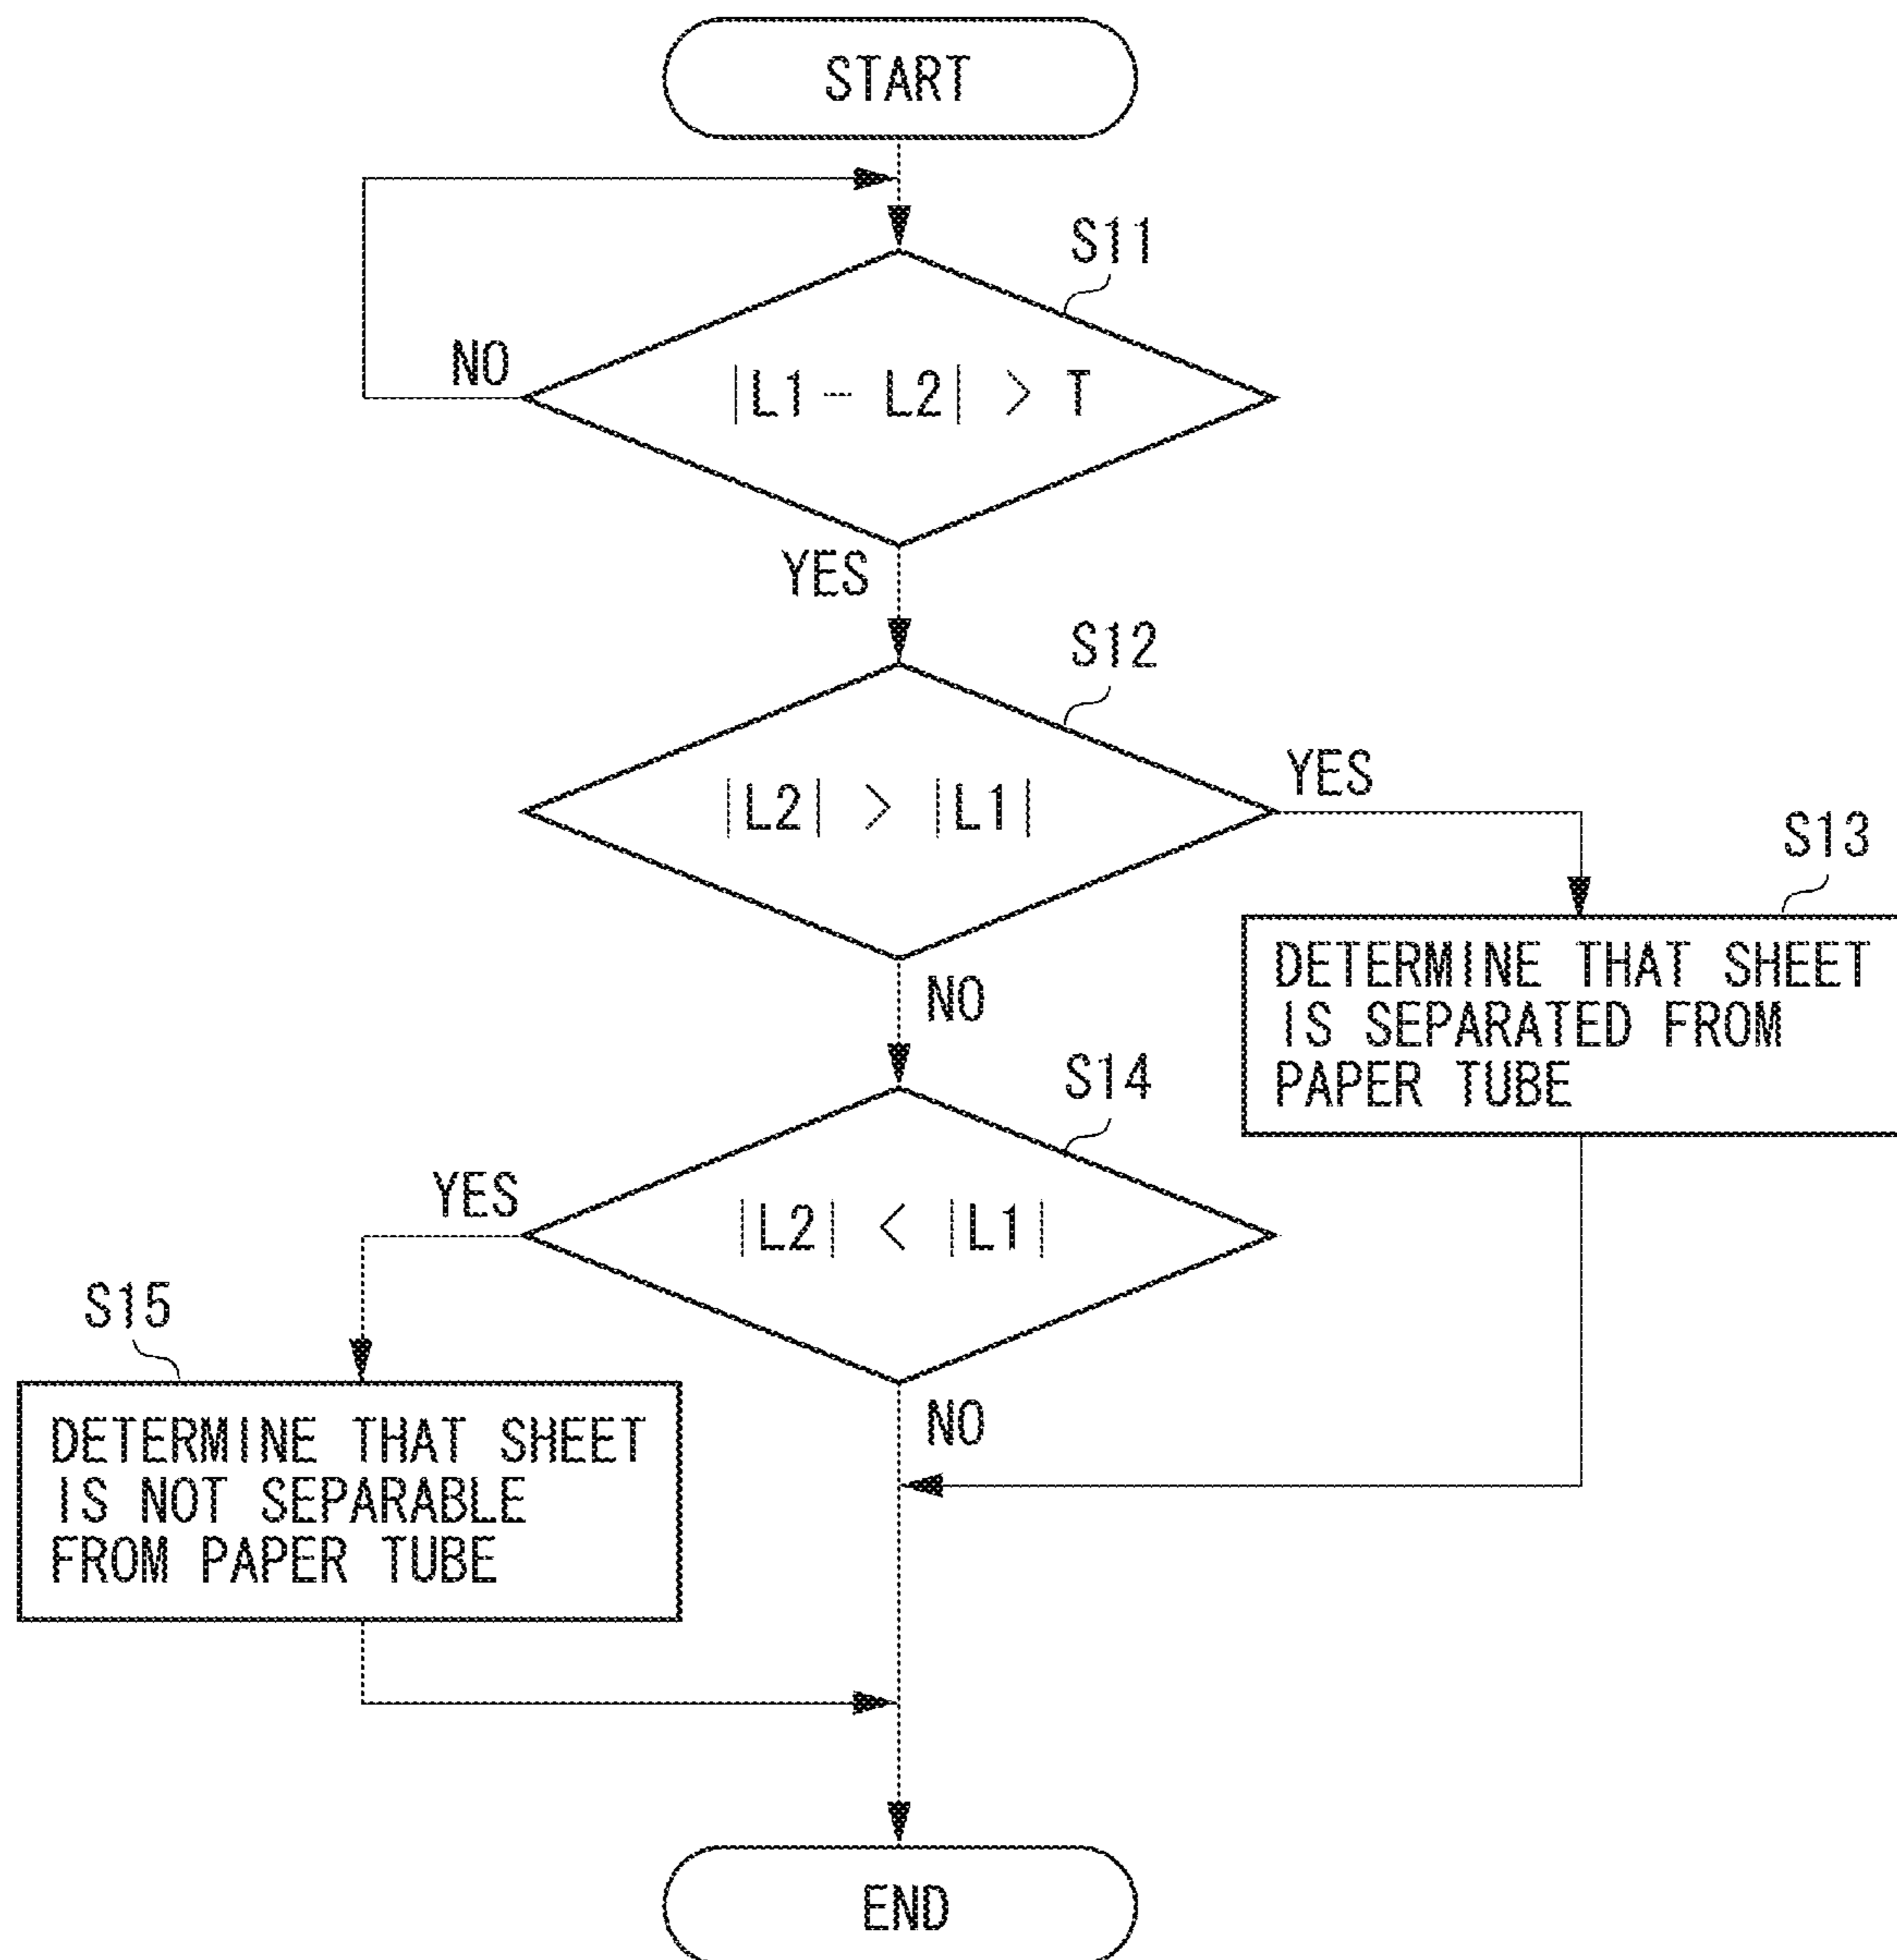 START
S11
NO
|L1 - L2| > T
YES
S12
|L2| > |L1|
YES
S13
DETERMINE THAT SHEET
IS SEPARATED FROM
PAPER TUBE
NO
S14
YES
|L2| < |L1|
S15
DETERMINE THAT SHEET
IS NOT SEPARABLE
FROM PAPER TUBE
NO
END